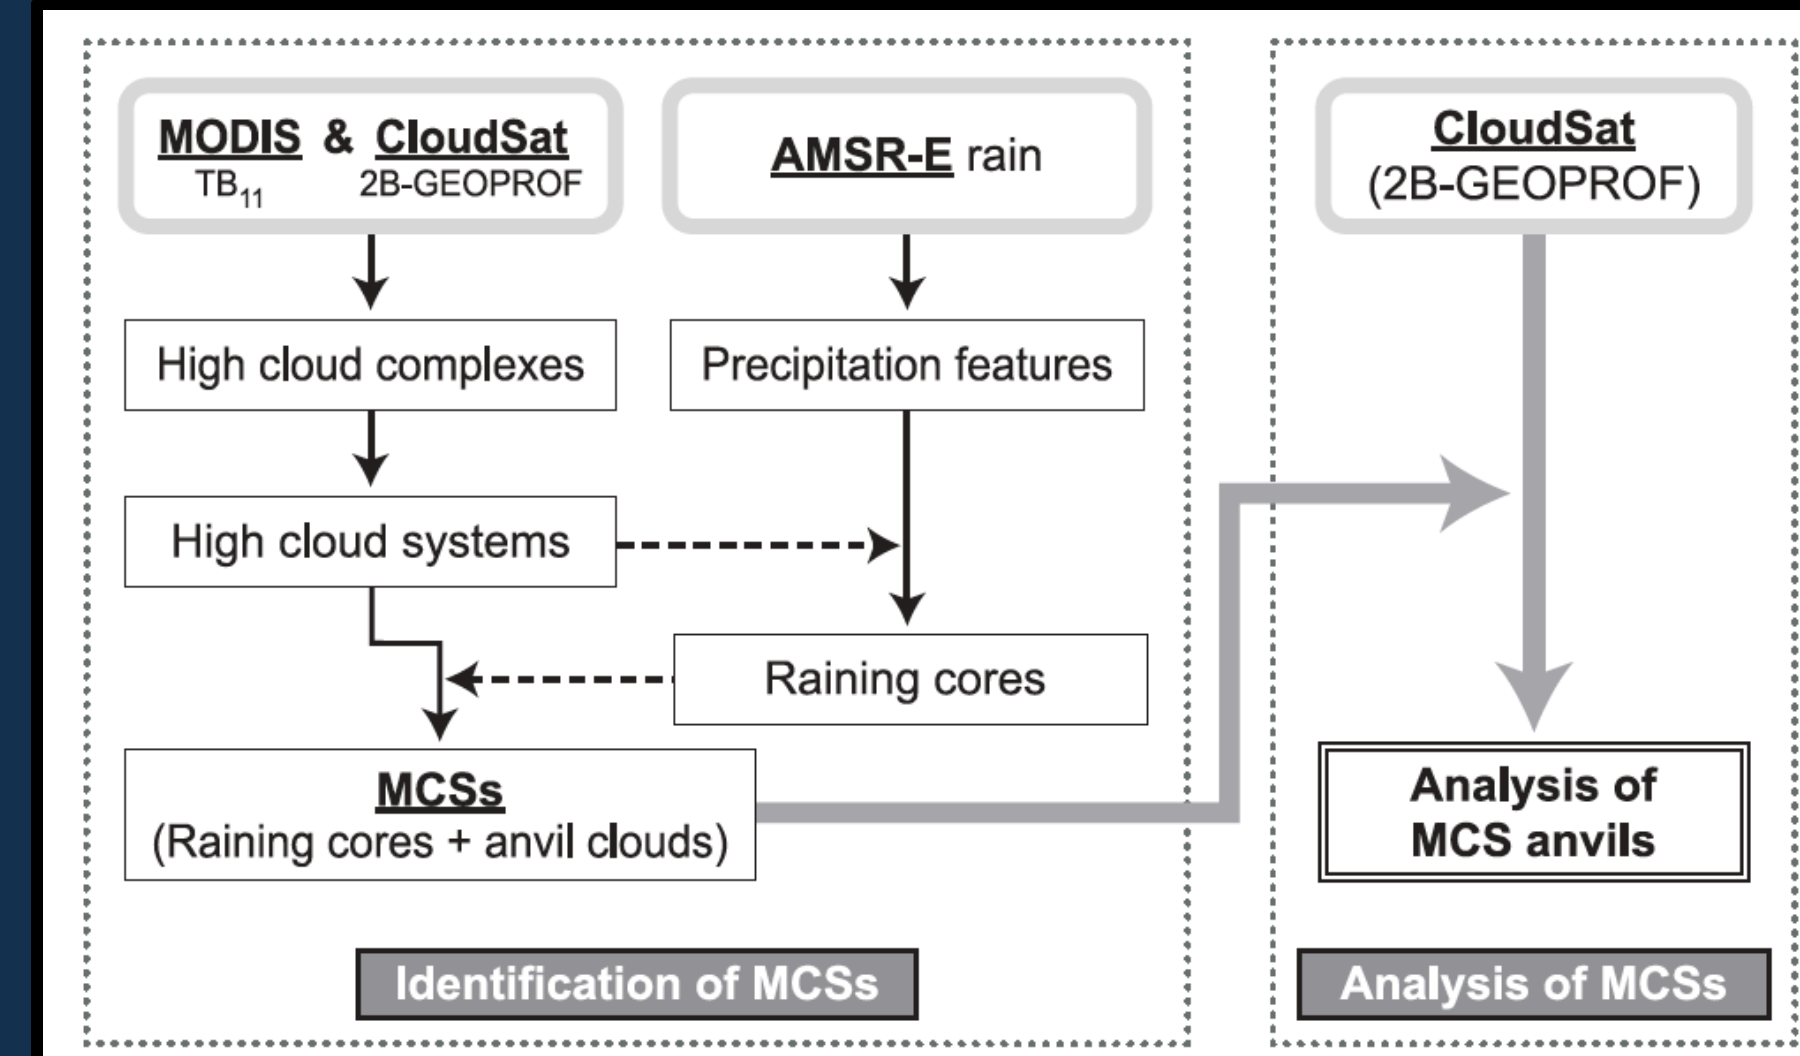 MODIS & CloudSat
TB11 2B-GEOPROF
AMSR-E rain
CloudSat
(2B-GEOPROF)
High cloud complexes
Precipitation features
High cloud systems
Raining cores
MCSs
(Raining cores + anvil clouds)
Analysis of
MCS anvils
Identification of MCSs
Analysis of MCSs